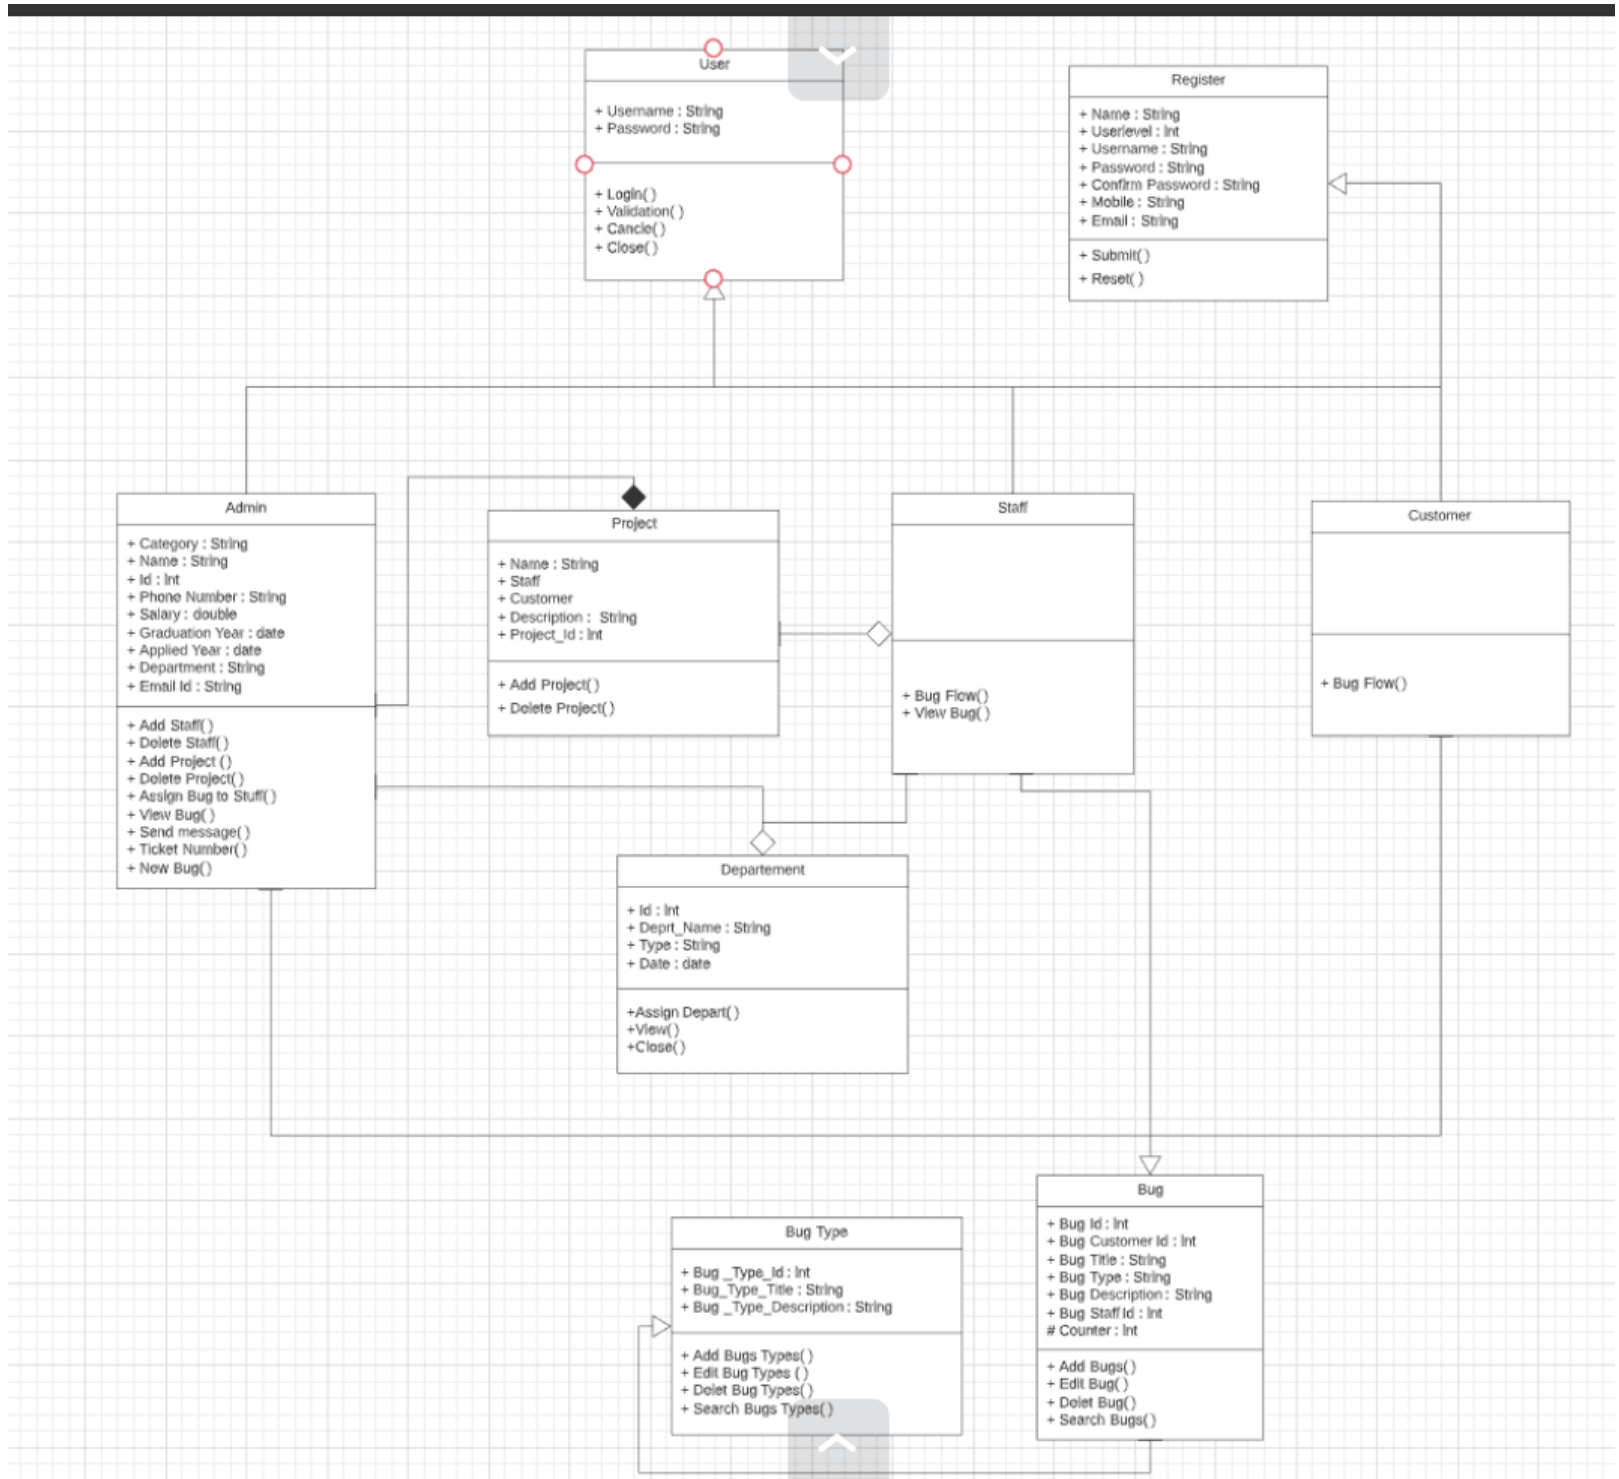 User
+ Username : String
+ Password : String
+ Login( )
+ Validation( )
+ Cancle( )
+ Close( )
Register
+ Name : String
+ Userlevel : Int
+ Username : String
+ Password : String
+ Confirm Password : String
+ Mobile : String
+ Email : String
+ Submit( )
+ Reset( )
Admin
+ Category : String
+ Name : String
+ Id : Int
+ Phone Number : String
+ Salary : double
+ Graduation Year : date
+ Applied Year : date
+ Department : String
+ Email Id : String
+ Add Staff( )
+ Delete Staff( )
+ Add Project ( )
+ Delete Project( )
+ Assign Bug to Stuff( )
+ View Bug( )
+ Send message( )
+ Ticket Number( )
+ New Bug( )
Project
+ Name : String
+ Staff
+ Customer
+ Description : String
+ Project_Id : Int
+ Add Project( )
+ Delete Project( )
Staff
+ Bug Flow( )
+ View Bug( )
Customer
+ Bug Flow( )
Departement
+ Id : Int
+ Deprt_Name : String
+ Type : String
+ Date : date
+Assign Depart( )
+View( )
+Close( )
Bug Type
+ Bug _Type_Id : Int
+ Bug_Type_Title : String
+ Bug _Type_Description : String
+ Add Bugs Types( )
+ Edit Bug Types ( )
+ Delet Bug Types( )
+ Search Bugs Types( )
Bug
+ Bug Id : Int
+ Bug Customer Id : Int
+ Bug Title : String
+ Bug Type : String
+ Bug Description : String
+ Bug Staff Id : Int
# Counter : Int
+ Add Bugs( )
+ Edit Bug( )
+ Delet Bug( )
+ Search Bugs( )